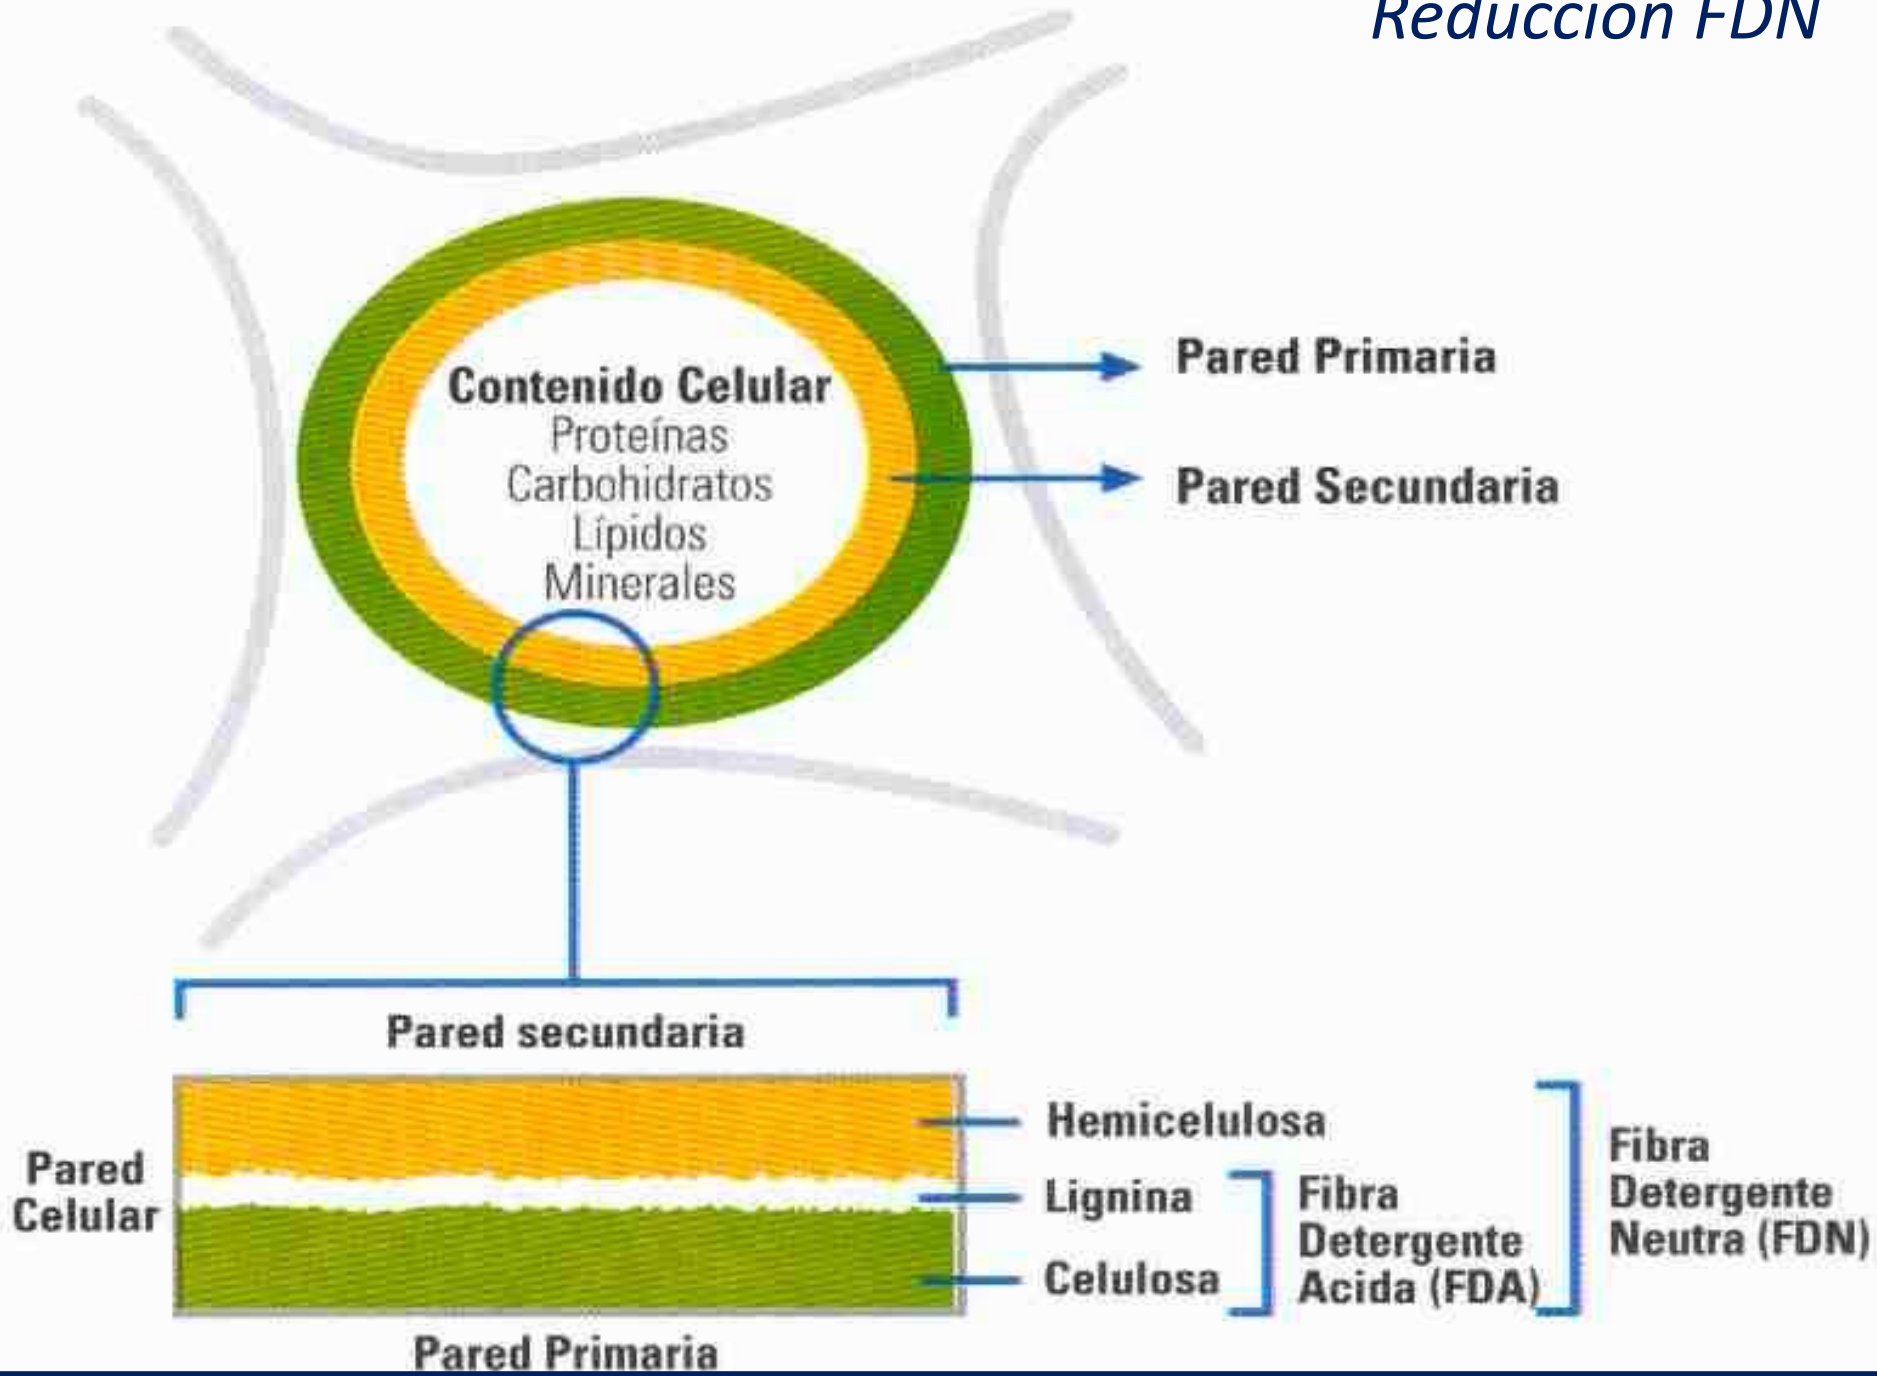 Reducción FDN
Pared Primaria
Pared Secundaria
Contenido Celular
Proteínas
Carbohidratos
Lípidos
Minerales
Pared secundaria
Pared
Celular
Hemicelulosa
Lignina
Celulosa
Fibra
Detergente
Acida (FDA)
Fibra
Detergente
Neutra (FDN)
Pared Primaria